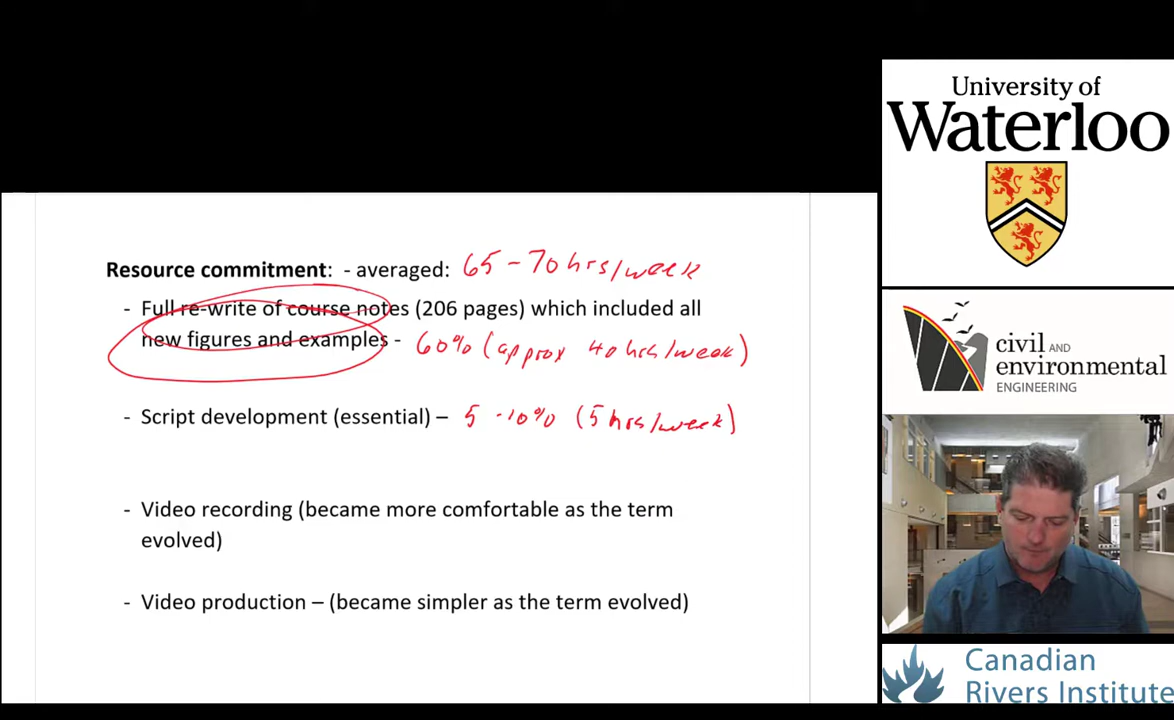 Resource commitment: - averaged: 65 - 70 hrs/week
- Full re-write of course notes (206 pages) which included all
new figures and examples - 60% (approx 40 hrs/week)
- Script development (essential) – 5 - 10% (5 hrs/week)
- Video recording (became more comfortable as the term
evolved)
- Video production – (became simpler as the term evolved)
University of
Waterloo
civil AND
environmental
ENGINEERING
Canadian
Rivers Institute